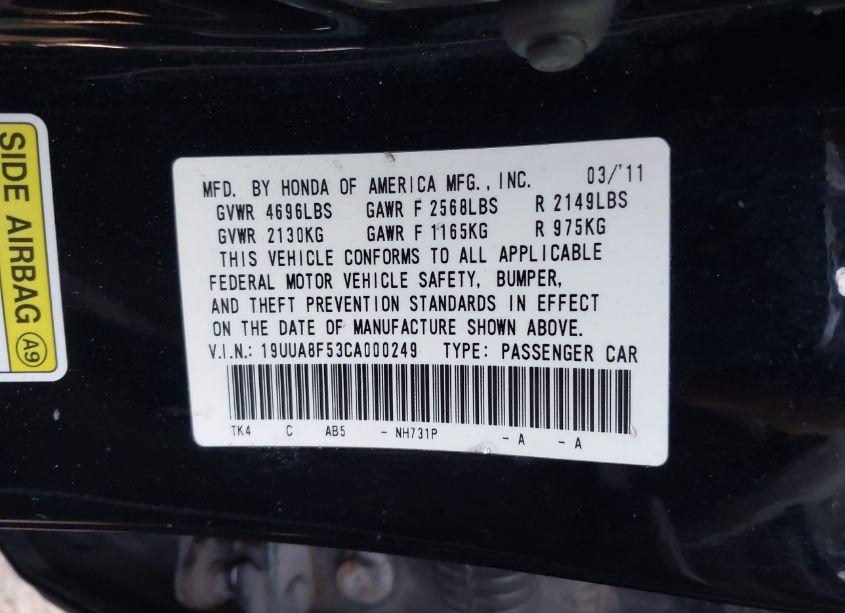 SIDE AIRBAG A9
MFD. BY HONDA OF AMERICA MFG., INC. 03/'11
GVWR 4696LBS GAWR F 2568LBS R 2149LBS
GVWR 2130KG GAWR F 1165KG R 975KG
THIS VEHICLE CONFORMS TO ALL APPLICABLE
FEDERAL MOTOR VEHICLE SAFETY, BUMPER,
AND THEFT PREVENTION STANDARDS IN EFFECT
ON THE DATE OF MANUFACTURE SHOWN ABOVE.
V.I.N.: 19UUA8F53CA000249 TYPE: PASSENGER CAR
TK4 C AB5 - NH731P - A - A